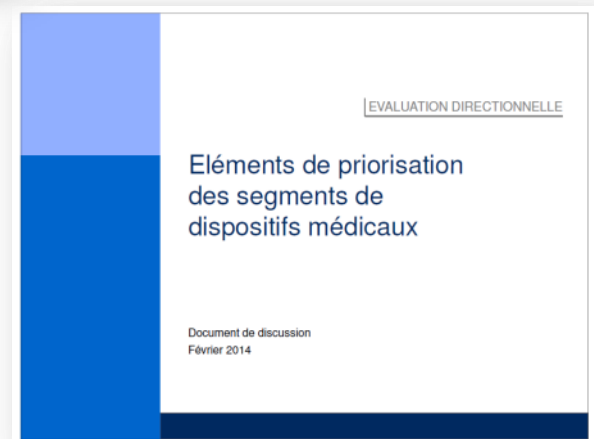 EVALUATION DIRECTIONNELLE
Eléments de priorisation
des segments de
dispositifs médicaux
Document de discussion
Février 2014